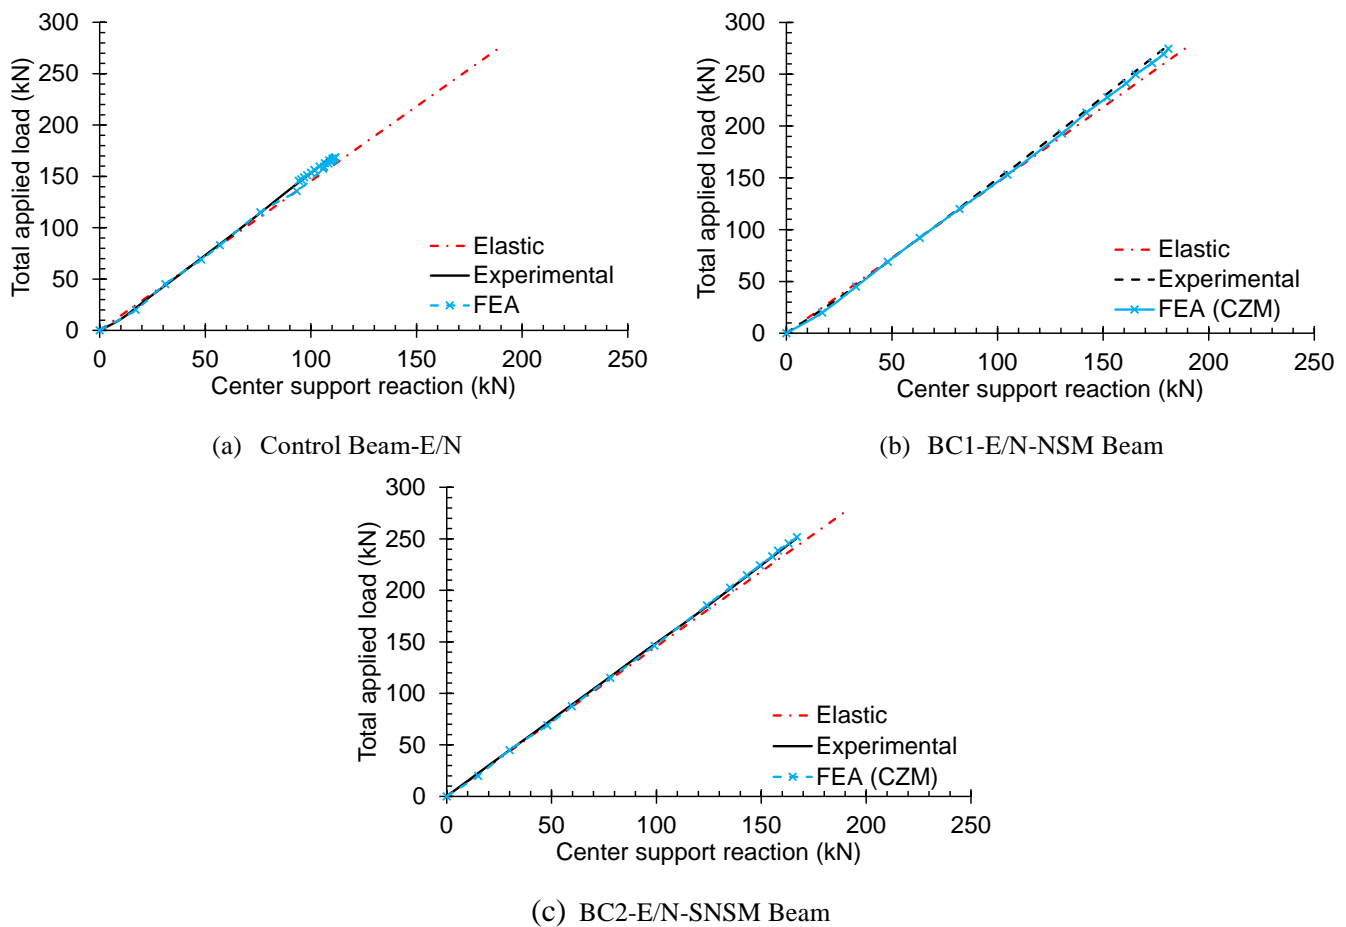 300
250
200
150
100
50
0
Total applied load (kN)
0 50 100 150 200 250
Center support reaction (kN)
Elastic
Experimental
FEA
(a) Control Beam-E/N
300
250
200
150
100
50
0
Total applied load (kN)
0 50 100 150 200 250
Center support reaction (kN)
Elastic
Experimental
FEA (CZM)
(b) BC1-E/N-NSM Beam
300
250
200
150
100
50
0
Total applied load (kN)
0 50 100 150 200 250
Center support reaction (kN)
Elastic
Experimental
FEA (CZM)
(c) BC2-E/N-SNSM Beam